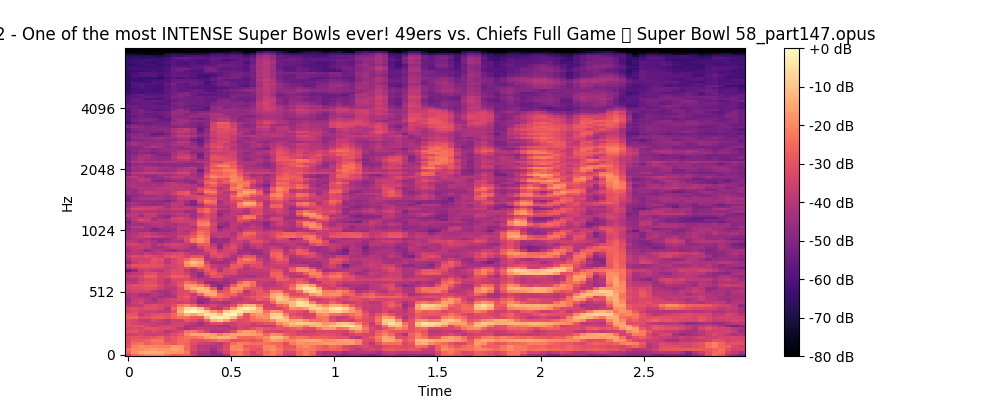 2 - One of the most INTENSE Super Bowls ever! 49ers vs. Chiefs Full Game Super Bowl 58_part147.opus
Hz
4096
2048
1024
512
0
0 0.5 1 1.5 2 2.5
Time
+0 dB
-10 dB
-20 dB
-30 dB
-40 dB
-50 dB
-60 dB
-70 dB
-80 dB